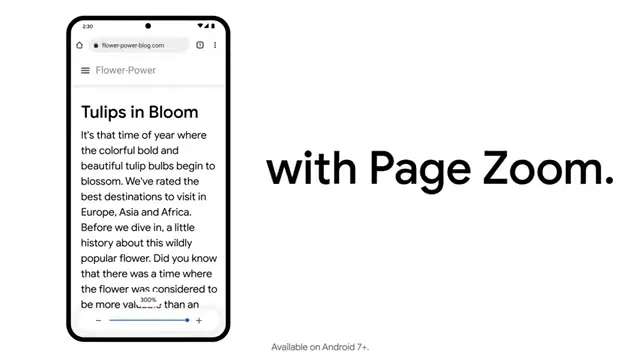 2:30
flower-power-blog.com
Flower-Power
Tulips in Bloom
It's that time of year where
the colorful bold and
beautiful tulip bulbs begin to
blossom. We've rated the
best destinations to visit in
Europe, Asia and Africa.
Before we dive in, a little
history about this wildly
popular flower. Did you know
that there was a time where
the flower was considered to
be more valuable than an
300%
with Page Zoom.
Available on Android 7+.